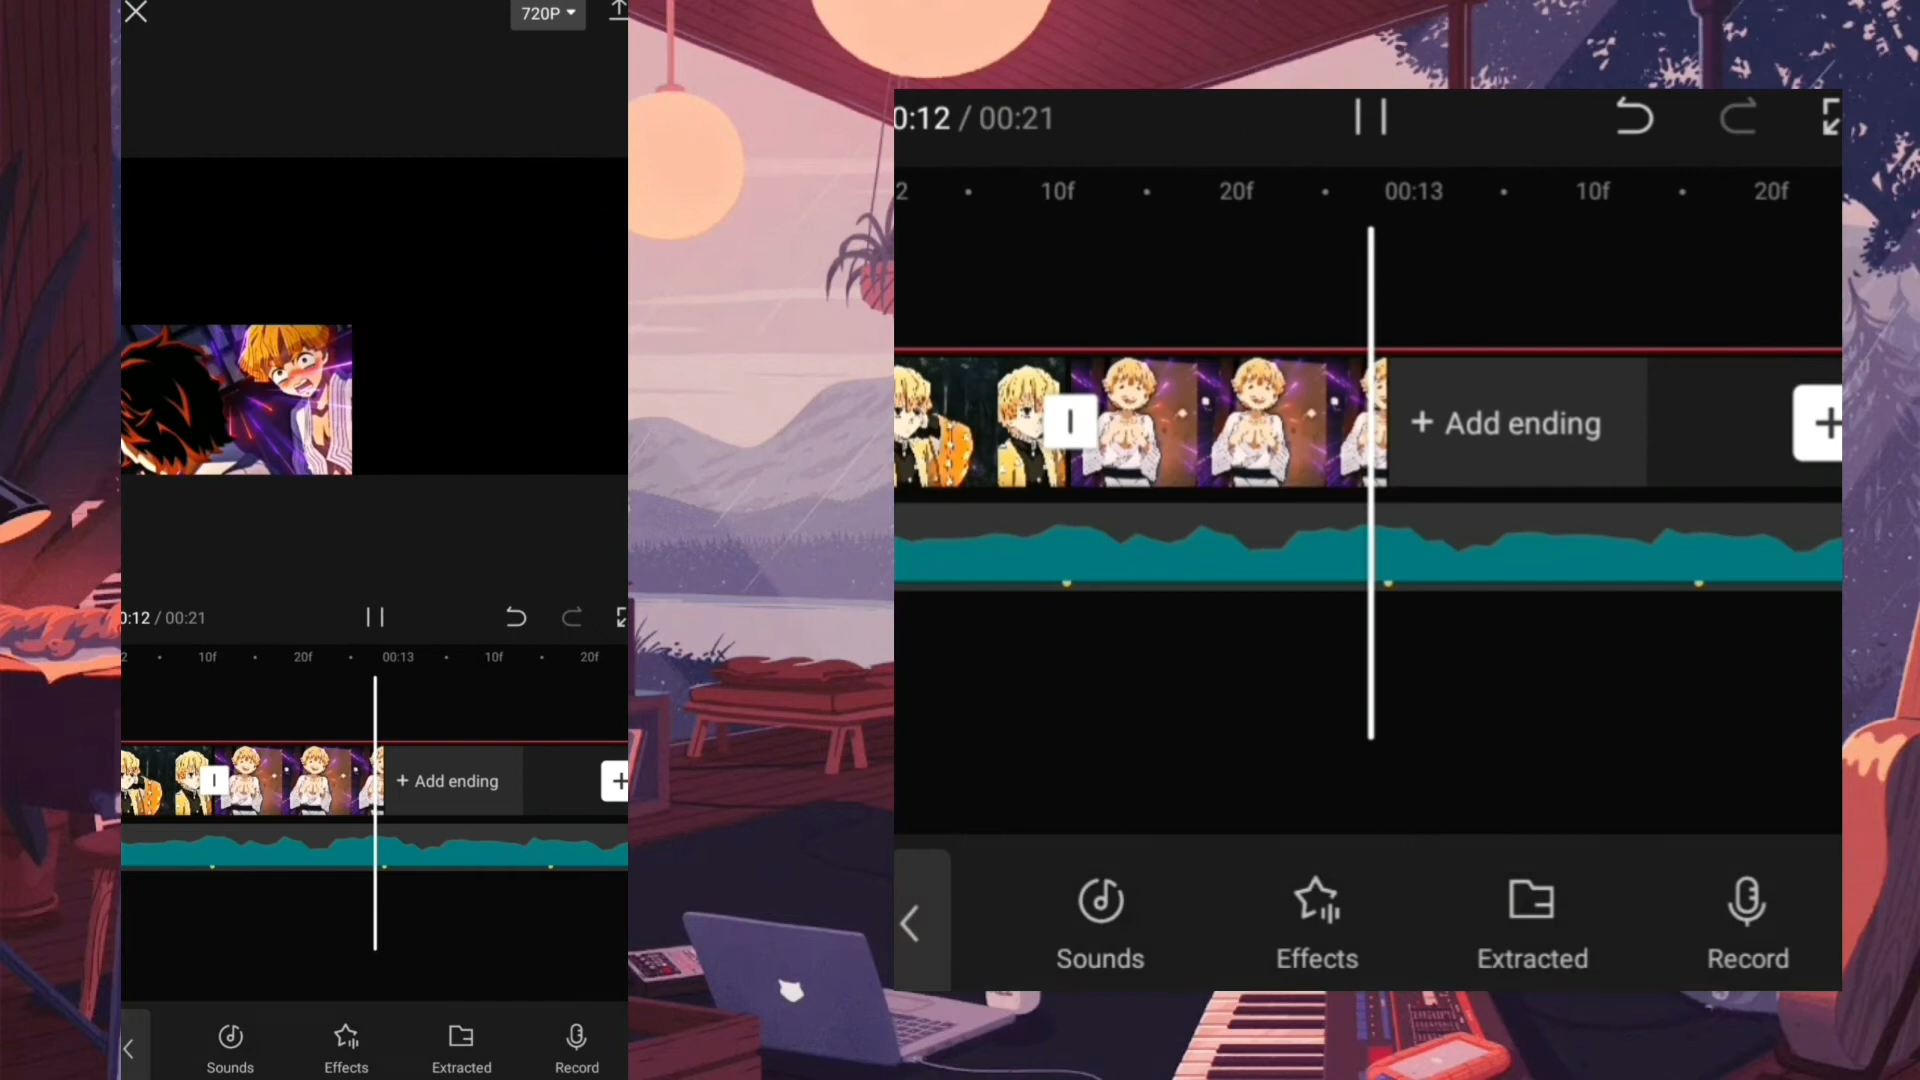 720P
0:12 / 00:21
2 10f 20f 00:13 10f 20f
+ Add ending
Sounds Effects Extracted Record
0:12 / 00:21
2 10f 20f 00:13 10f 20f
+ Add ending
Sounds Effects Extracted Record